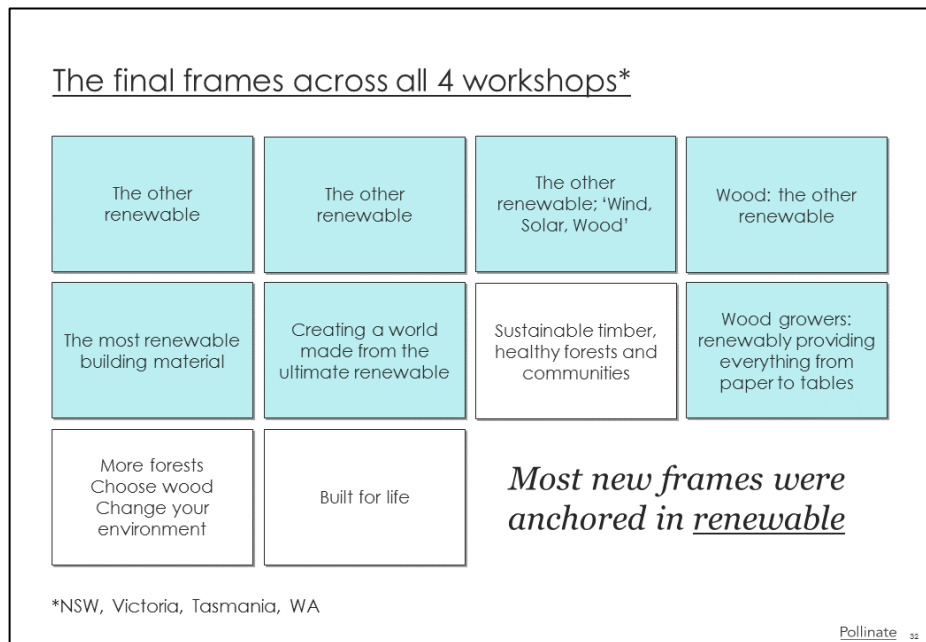 The final frames across all 4 workshops*
The other
renewable
The other
renewable
The other
renewable; ‘Wind,
Solar, Wood’
Wood: the other
renewable
The most renewable
building material
Creating a world
made from the
ultimate renewable
Sustainable timber,
healthy forests and
communities
Wood growers:
renewably providing
everything from
paper to tables
More forests
Choose wood
Change your
environment
Built for life
Most new frames were
anchored in renewable
*NSW, Victoria, Tasmania, WA
Pollinate 32